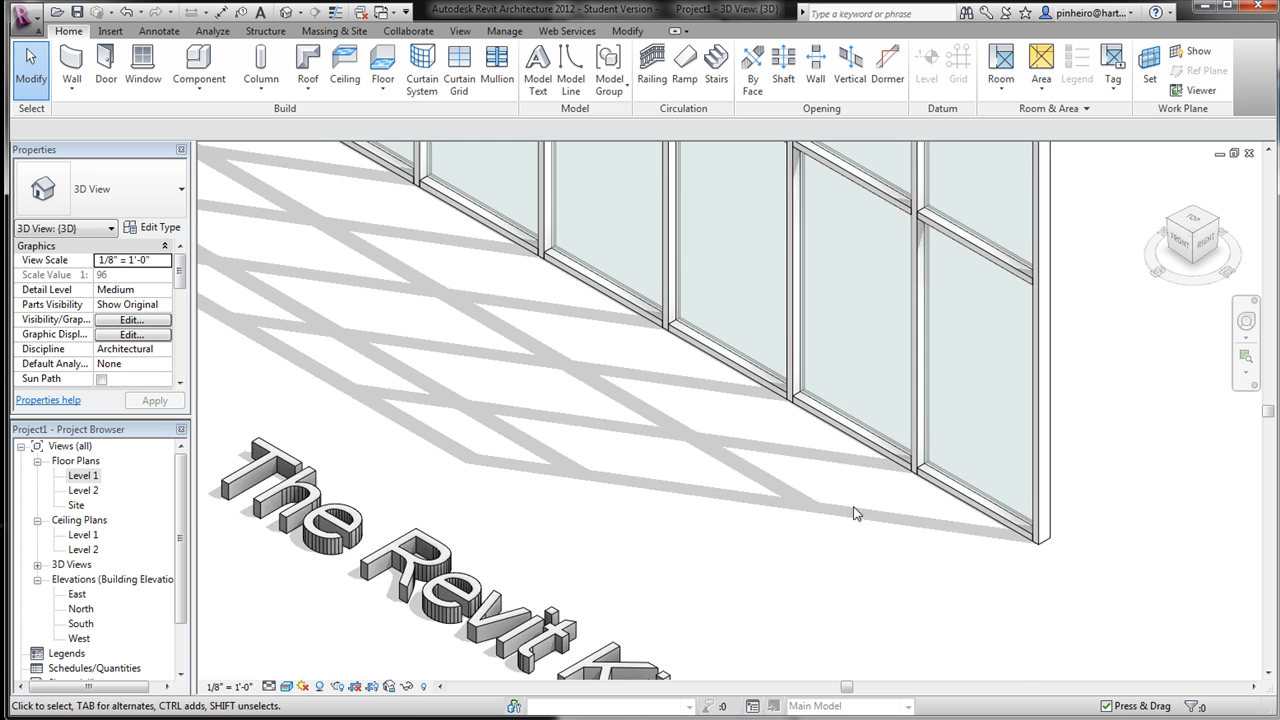 Autodesk Revit Architecture 2012 - Student Version - Project1 - 3D View: {3D}
Type a keyword or phrase
pinheiro@hart...
Home Insert Annotate Analyze Structure Massing & Site Collaborate View Manage Web Services Modify
Modify Wall Door Window Component Column Roof Ceiling Floor Curtain System Curtain Grid Mullion Model Text Model Line Model Group Railing Ramp Stairs By Face Shaft Wall Vertical Dormer Level Grid Room Area Legend Tag Set Show Ref Plane Viewer
Select Build Model Circulation Opening Datum Room & Area Work Plane
Properties
3D View
3D View: {3D} Edit Type
Graphics
View Scale 1/8" = 1'-0"
Scale Value 1: 96
Detail Level Medium
Parts Visibility Show Original
Visibility/Grap... Edit...
Graphic Displ... Edit...
Discipline Architectural
Default Analy... None
Sun Path
Properties help Apply
Project1 - Project Browser
Views (all)
Floor Plans
Level 1
Level 2
Site
Ceiling Plans
Level 1
Level 2
3D Views
Elevations (Building Elevatio
East
North
South
West
Legends
Schedules/Quantities
TOP
FRONT RIGHT
The Revit K
1/8" = 1'-0"
Click to select, TAB for alternates, CTRL adds, SHIFT unselects.
:0
Main Model
Press & Drag
:0